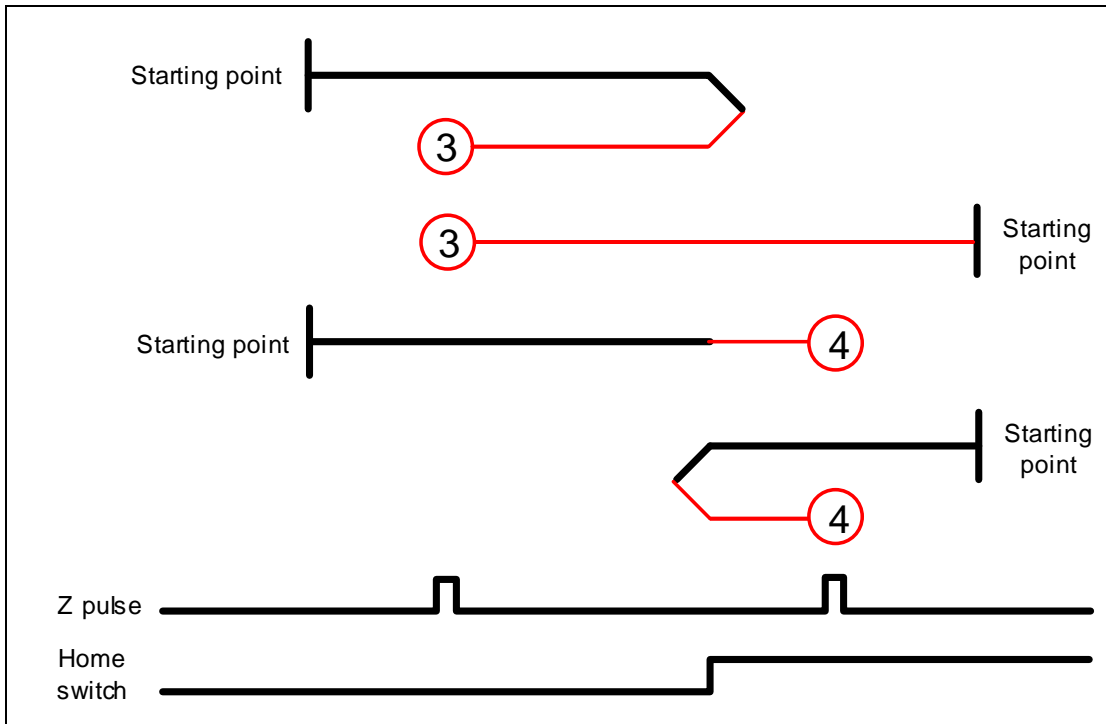 Starting point
3
3
Starting
point
Starting point
4
Starting
point
4
Z pulse
Home
switch